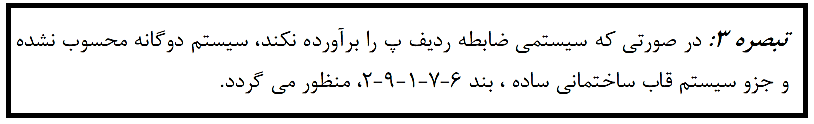 تبصره ۳: در صورتی که سیستمی ضابطه ردیف پ را برآورده نکند، سیستم دوگانه محسوب نشده
و جزو سیستم قاب ساختمانی ساده ، بند ۶-۷-۱-۹-۲، منظور می گردد.